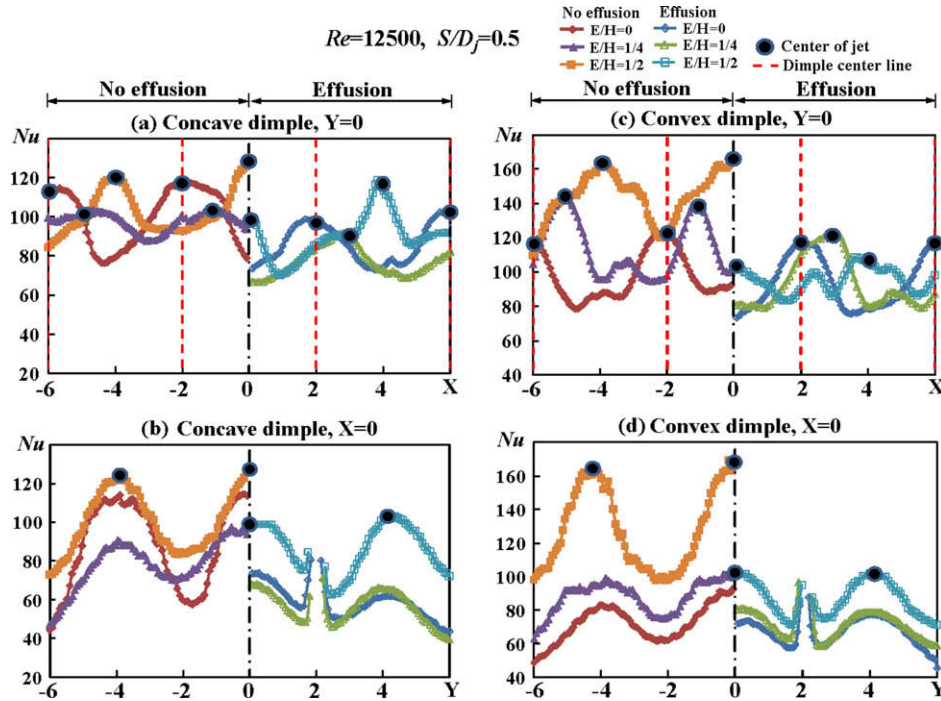 Re=12500, S/Dj=0.5
No effusion Effusion
E/H=0 E/H=0
E/H=1/4 E/H=1/4
E/H=1/2 E/H=1/2
Center of jet
Dimple center line
No effusion Effusion
No effusion Effusion
Nu (a) Concave dimple, Y=0
120
100
80
60
40
20
-6 -4 -2 0 2 4 X
Nu (c) Convex dimple, Y=0
160
140
120
100
80
60
40
-6 -4 -2 0 2 4 X
Nu (b) Concave dimple, X=0
120
100
80
60
40
20
-6 -4 -2 0 2 4 Y
Nu (d) Convex dimple, X=0
160
140
120
100
80
60
40
-6 -4 -2 0 2 4 Y